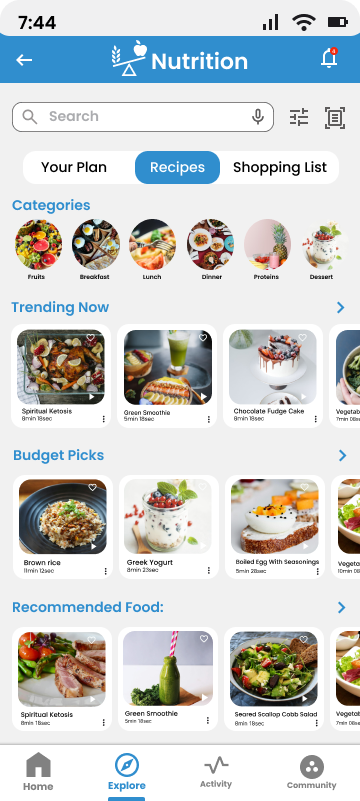 7:44
Nutrition
4
Search
Your Plan
Recipes
Shopping List
Categories
Fruits
Breakfast
Lunch
Dinner
Proteins
Dessert
Trending Now
Spiritual Ketosis
8min 18sec
Green Smoothie
5min 18sec
Chocolate Fudge Cake
8min 18sec
Vegetab
7min 08s
Budget Picks
Brown rice
11min 12sec
Greek Yogurt
8min 23sec
Boiled Egg With Seasonings
5min 28sec
Vegeta
10min 08
Recommended Food:
Spiritual Ketosis
8min 18sec
Green Smoothie
5min 18sec
Seared Scallop Cobb Salad
8min 18sec
Vegetab
7min 08se
Home
Explore
Activity
Community